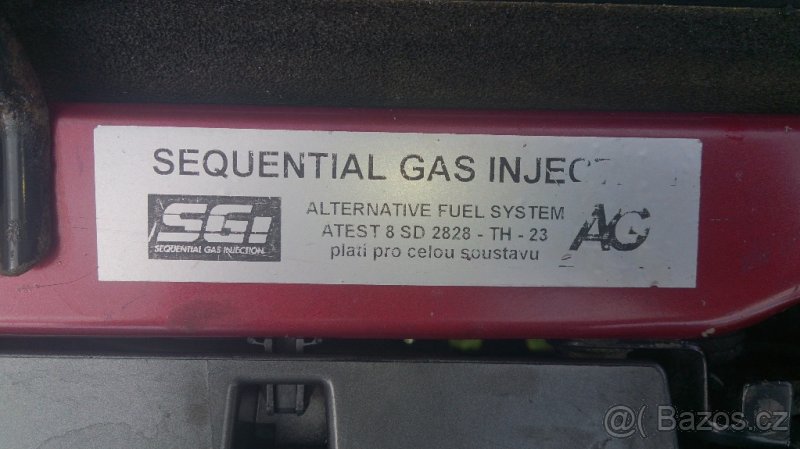 SEQUENTIAL GAS INJEC
SGI
SEQUENTIAL GAS INJECTION
ALTERNATIVE FUEL SYSTEM
ATEST 8 SD 2828 - TH - 23
platí pro celou soustavu
AG
@ Bazos.cz